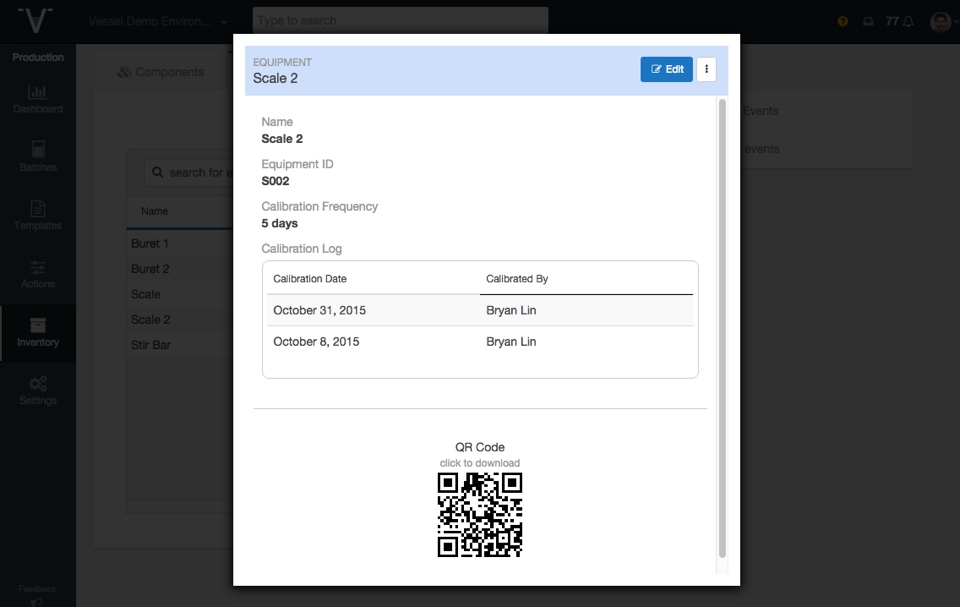 Vessel Demo Environ...
Type to search
77
Production
Dashboard
Batches
Templates
Actions
Inventory
Settings
Feedback
Components
search for e
Name
Buret 1
Buret 2
Scale
Scale 2
Stir Bar
EQUIPMENT
Scale 2
Edit
Name
Scale 2
Equipment ID
S002
Calibration Frequency
5 days
Calibration Log
Calibration Date Calibrated By
October 31, 2015 Bryan Lin
October 8, 2015 Bryan Lin
QR Code
click to download
Events
events